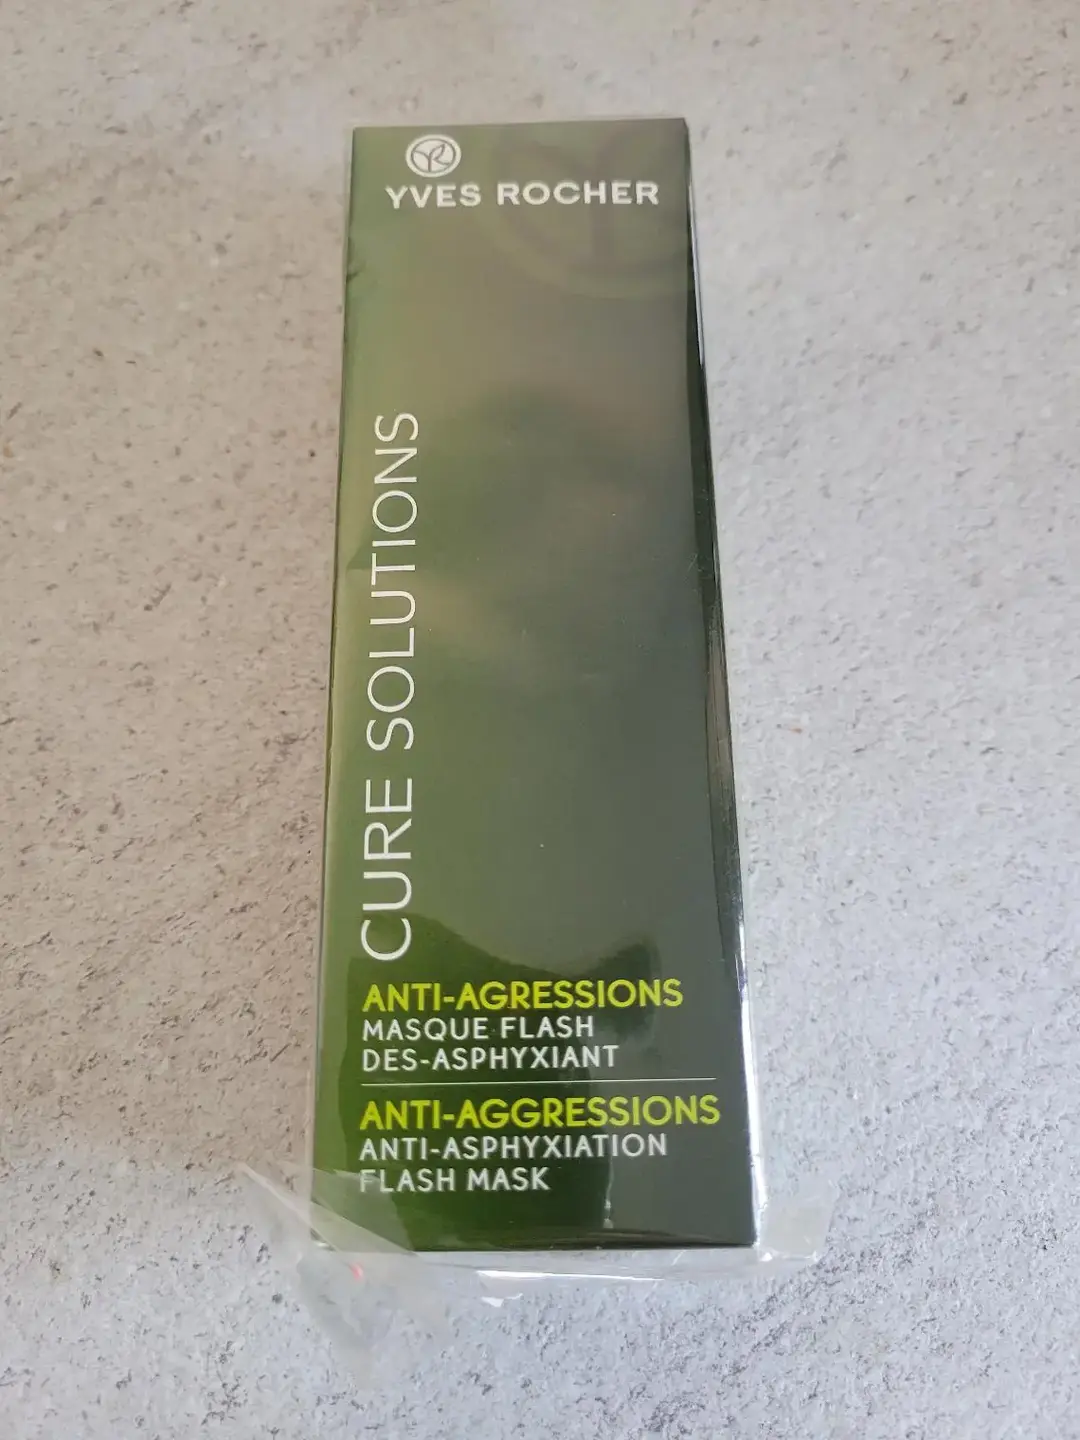 YVES ROCHER
CURE SOLUTIONS
ANTI-AGRESSIONS
MASQUE FLASH
DES-ASPHYXIANT
ANTI-AGGRESSIONS
ANTI-ASPHYXIATION
FLASH MASK